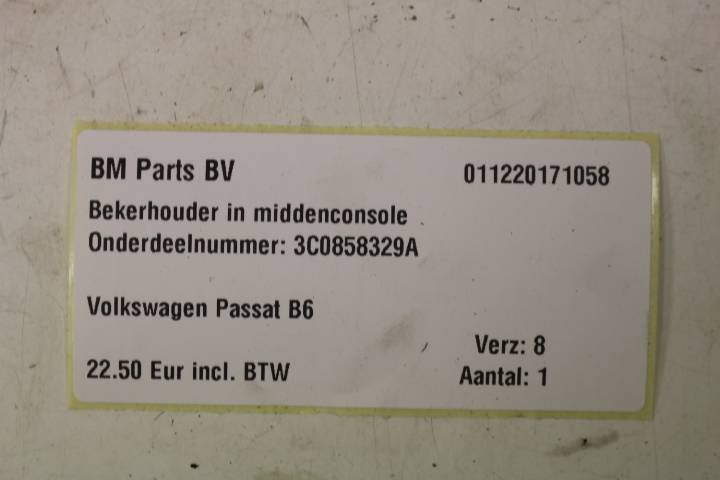 BM Parts BV 011220171058
Bekerhouder in middenconsole
Onderdeelnummer: 3C0858329A
Volkswagen Passat B6
Verz: 8
22.50 Eur incl. BTW Aantal: 1